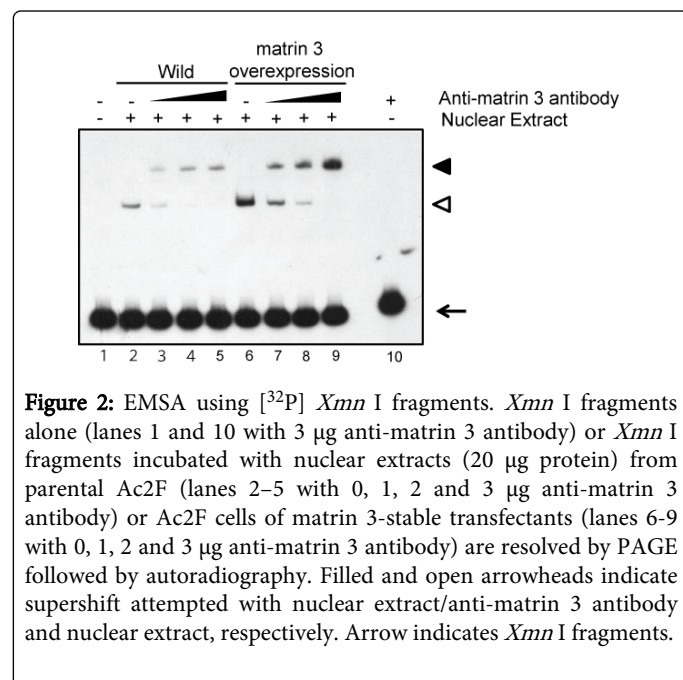 matrin 3
Wild overexpression
- - - + Anti-matrin 3 antibody
- + + + + + + + + - Nuclear Extract
1 2 3 4 5 6 7 8 9 10
Figure 2: EMSA using [³²P] Xmn I fragments. Xmn I fragments
alone (lanes 1 and 10 with 3 µg anti-matrin 3 antibody) or Xmn I
fragments incubated with nuclear extracts (20 µg protein) from
parental Ac2F (lanes 2–5 with 0, 1, 2 and 3 µg anti-matrin 3
antibody) or Ac2F cells of matrin 3-stable transfectants (lanes 6-9
with 0, 1, 2 and 3 µg anti-matrin 3 antibody) are resolved by PAGE
followed by autoradiography. Filled and open arrowheads indicate
supershift attempted with nuclear extract/anti-matrin 3 antibody
and nuclear extract, respectively. Arrow indicates Xmn I fragments.